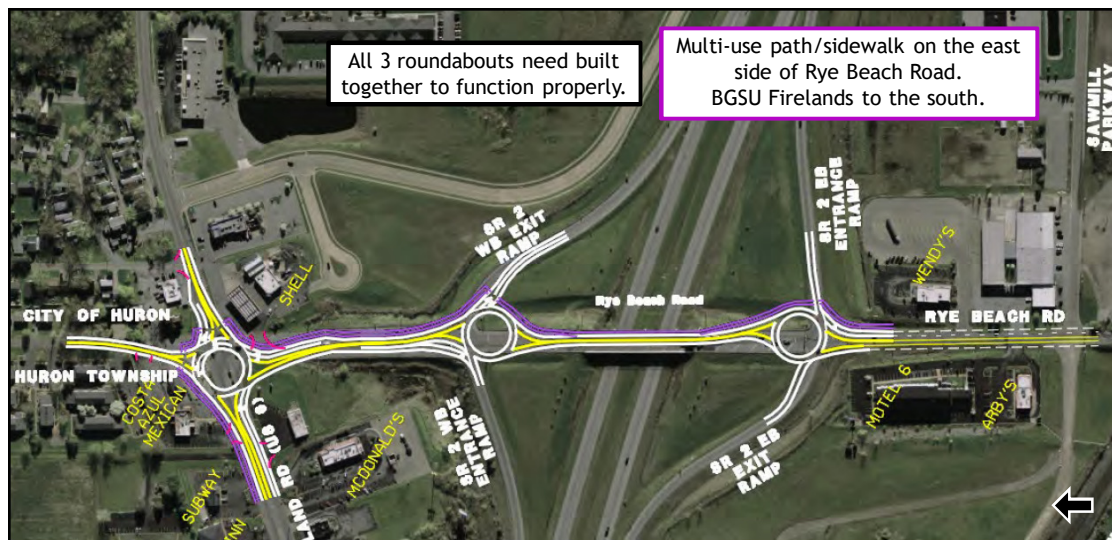 All 3 roundabouts need built
together to function properly.
Multi-use path/sidewalk on the east
side of Rye Beach Road.
BGSU Firelands to the south.
SAWMILL
PARKWAY
SR 2
WB EXIT
RAMP
SR 2 EB
ENTRANCE
RAMP
WENDY'S
SHELL
Rye Beach Road
CITY OF HURON
RYE BEACH RD
HURON TOWNSHIP
COSTA
AZUL
MEXICAN
MOTEL 6
ARBY'S
SUBWAY
INN
LAND RD (US 6)
MCDONALD'S
SR 2 WB
ENTRANCE
RAMP
SR 2 EB
EXIT
RAMP